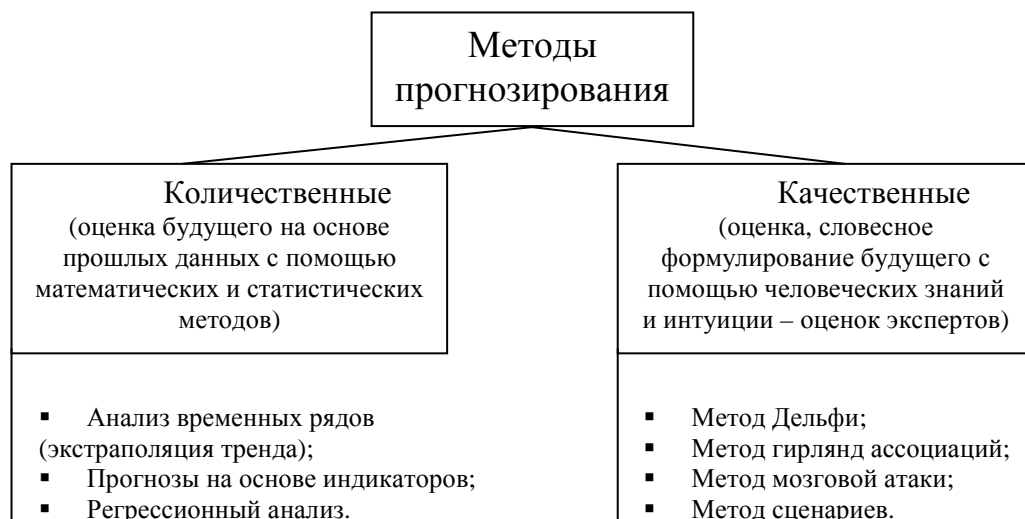 Методы
прогнозирования
Количественные
(оценка будущего на основе
прошлых данных с помощью
математических и статистических
методов)
Качественные
(оценка, словесное
формулирование будущего с
помощью человеческих знаний
и интуиции – оценок экспертов)
▪ Анализ временных рядов
(экстраполяция тренда);
▪ Прогнозы на основе индикаторов;
▪ Регрессионный анализ.
▪ Метод Дельфи;
▪ Метод гирлянд ассоциаций;
▪ Метод мозговой атаки;
▪ Метод сценариев.